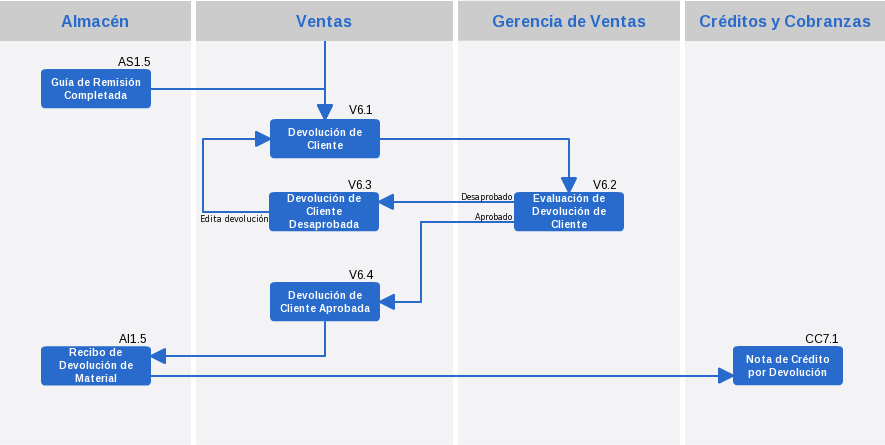 Almacén
Ventas
Gerencia de Ventas
Créditos y Cobranzas
AS1.5
Guía de Remisión
Completada
V6.1
Devolución de
Cliente
V6.3
Devolución de
Cliente
Desaprobada
Desaprobado
Aprobado
V6.2
Evaluación de
Devolución de
Cliente
Edita devolución
V6.4
Devolución de
Cliente Aprobada
AI1.5
Recibo de
Devolución de
Material
CC7.1
Nota de Crédito
por Devolución